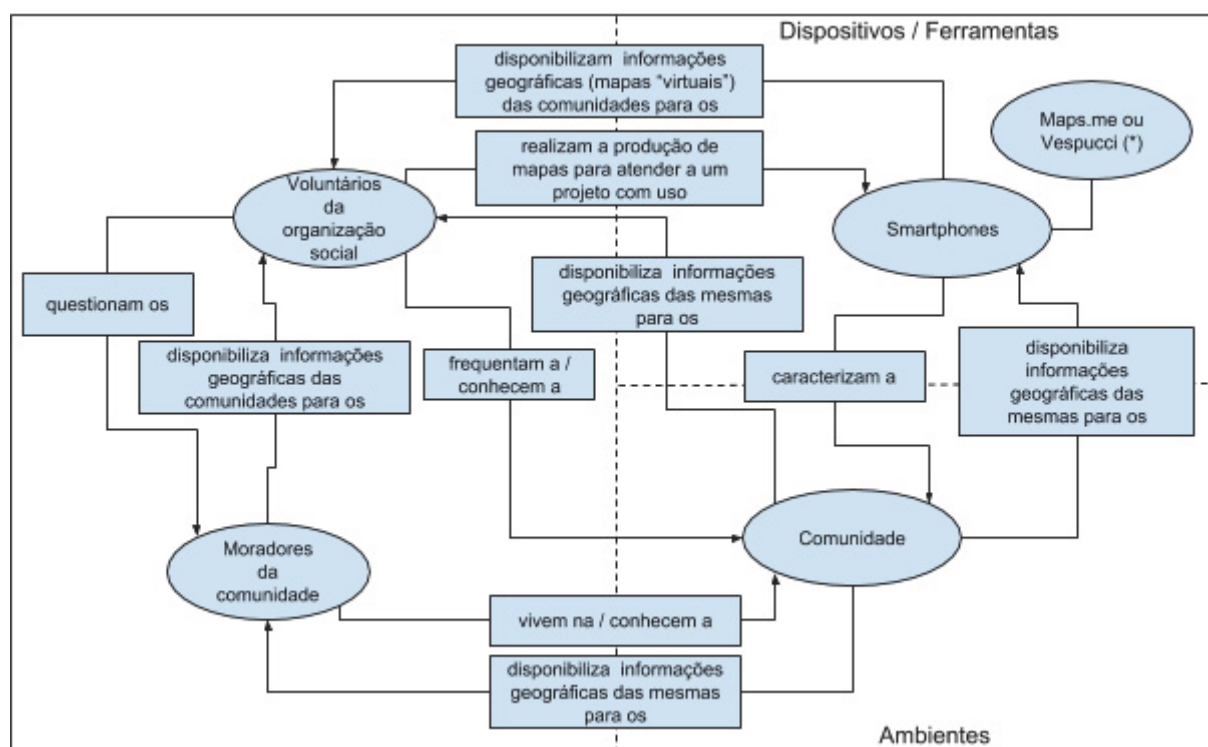 Dispositivos / Ferramentas
disponibilizam informações
geográficas (mapas “virtuais”)
das comunidades para os
Maps.me ou
Vespucci (*)
realizam a produção de
mapas para atender a um
projeto com uso
Voluntários
da
organização
social
Smartphones
questionam os
disponibiliza informações
geográficas das mesmas
para os
disponibiliza informações
geográficas das
comunidades para os
frequentam a /
conhecem a
caracterizam a
disponibiliza
informações
geográficas das
mesmas para os
Comunidade
Moradores
da
comunidade
vivem na / conhecem a
disponibiliza informações
geográficas das mesmas
para os
Ambientes